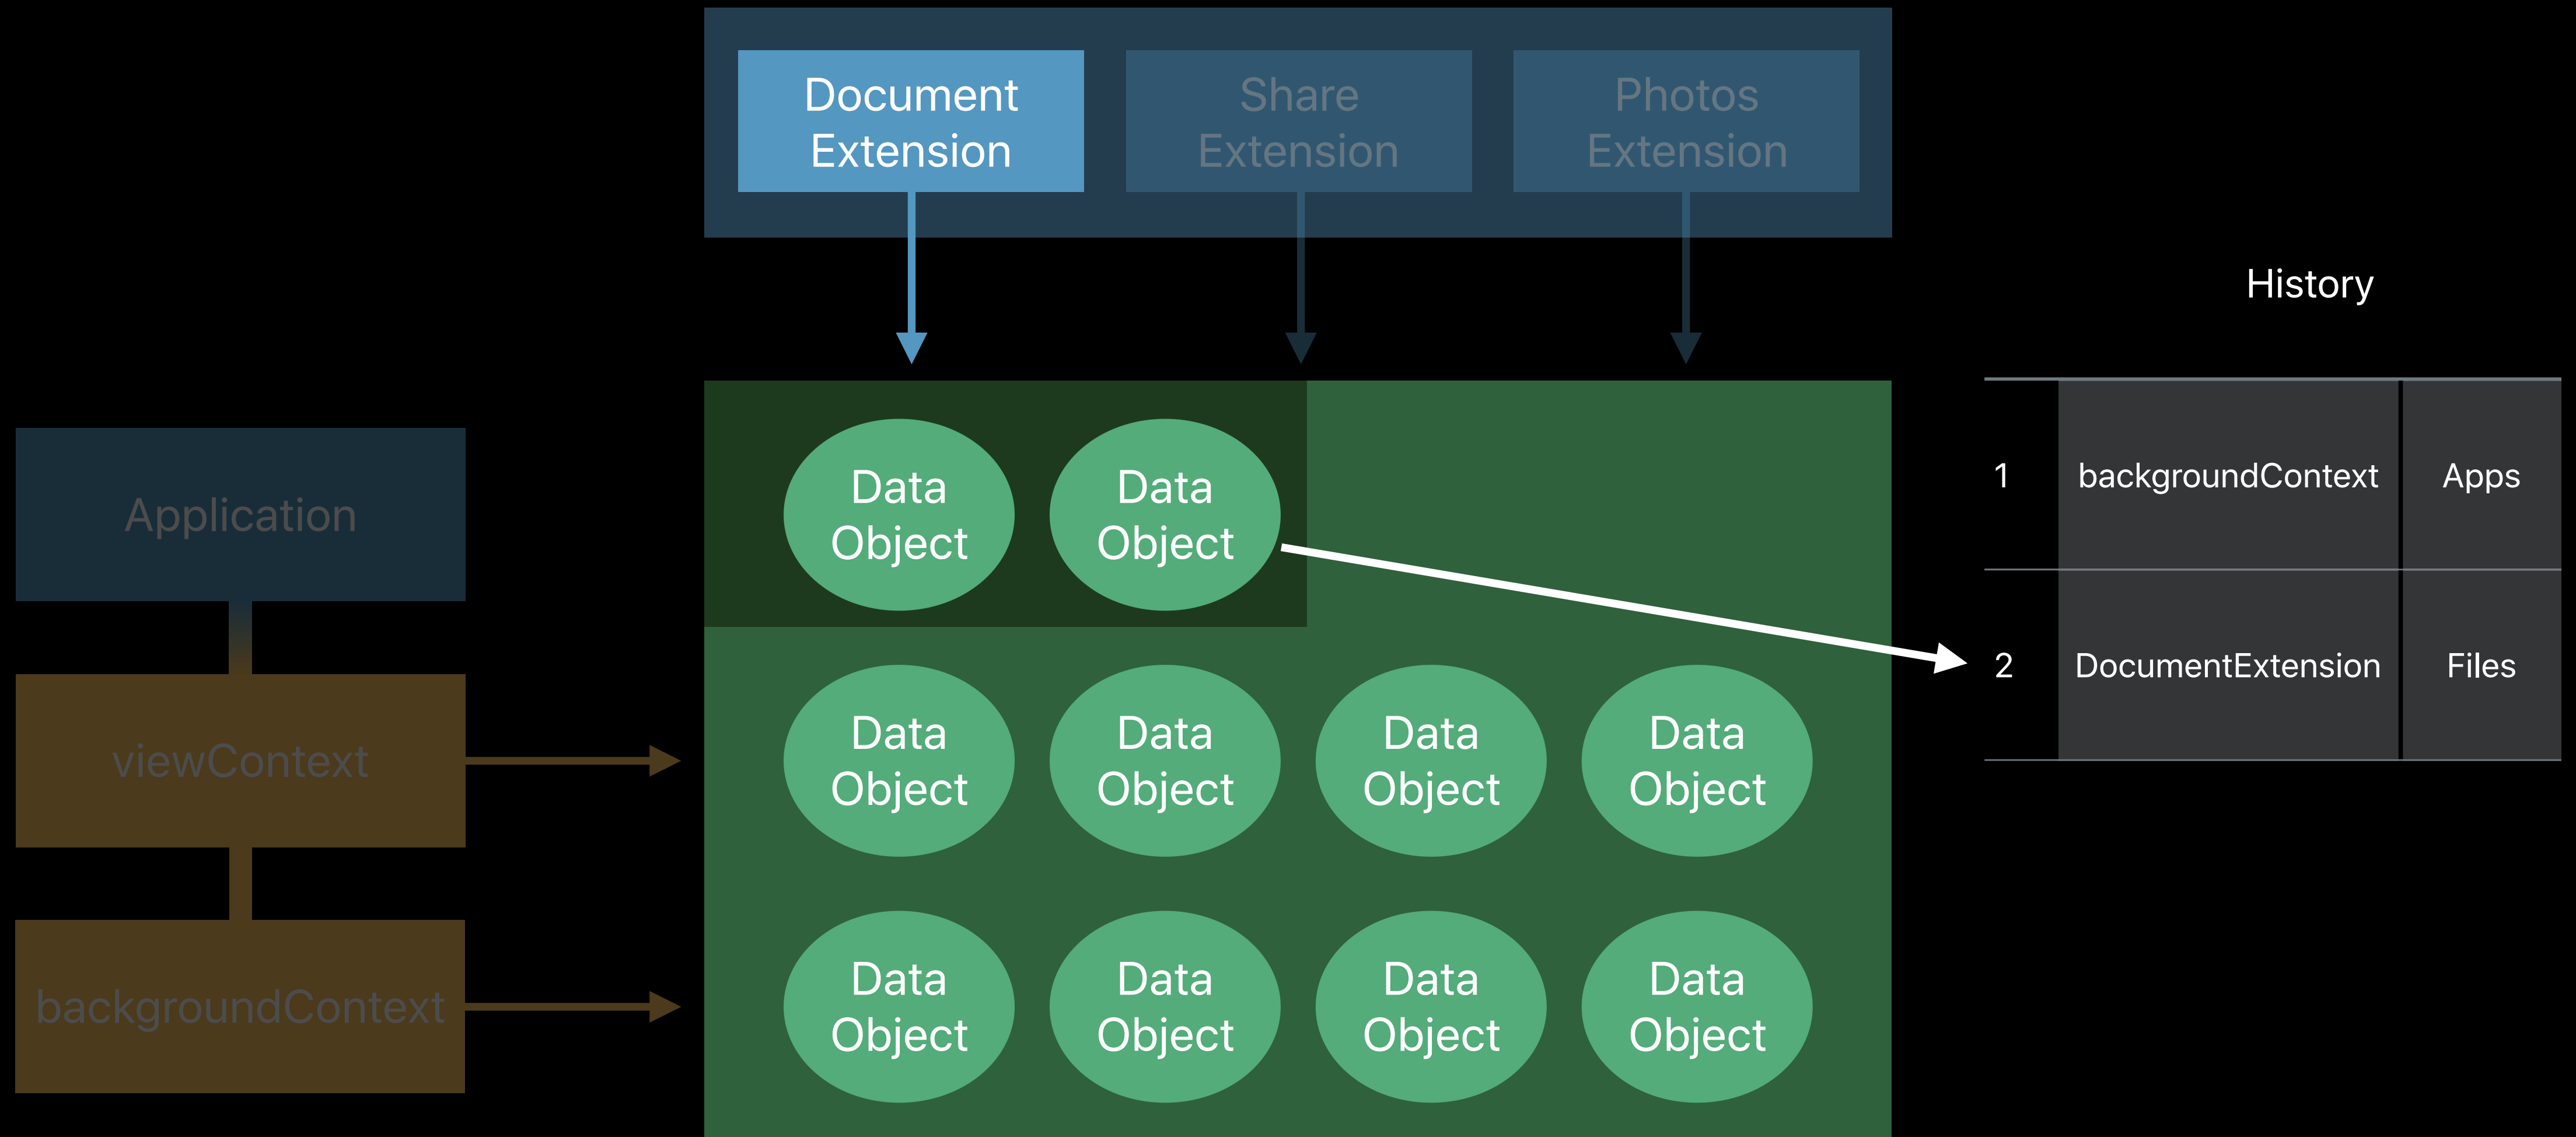 Document
Extension
Share
Extension
Photos
Extension
History
Application
viewContext
backgroundContext
Data
Object
Data
Object
Data
Object
Data
Object
Data
Object
Data
Object
Data
Object
Data
Object
Data
Object
Data
Object
1 backgroundContext Apps
2 DocumentExtension Files